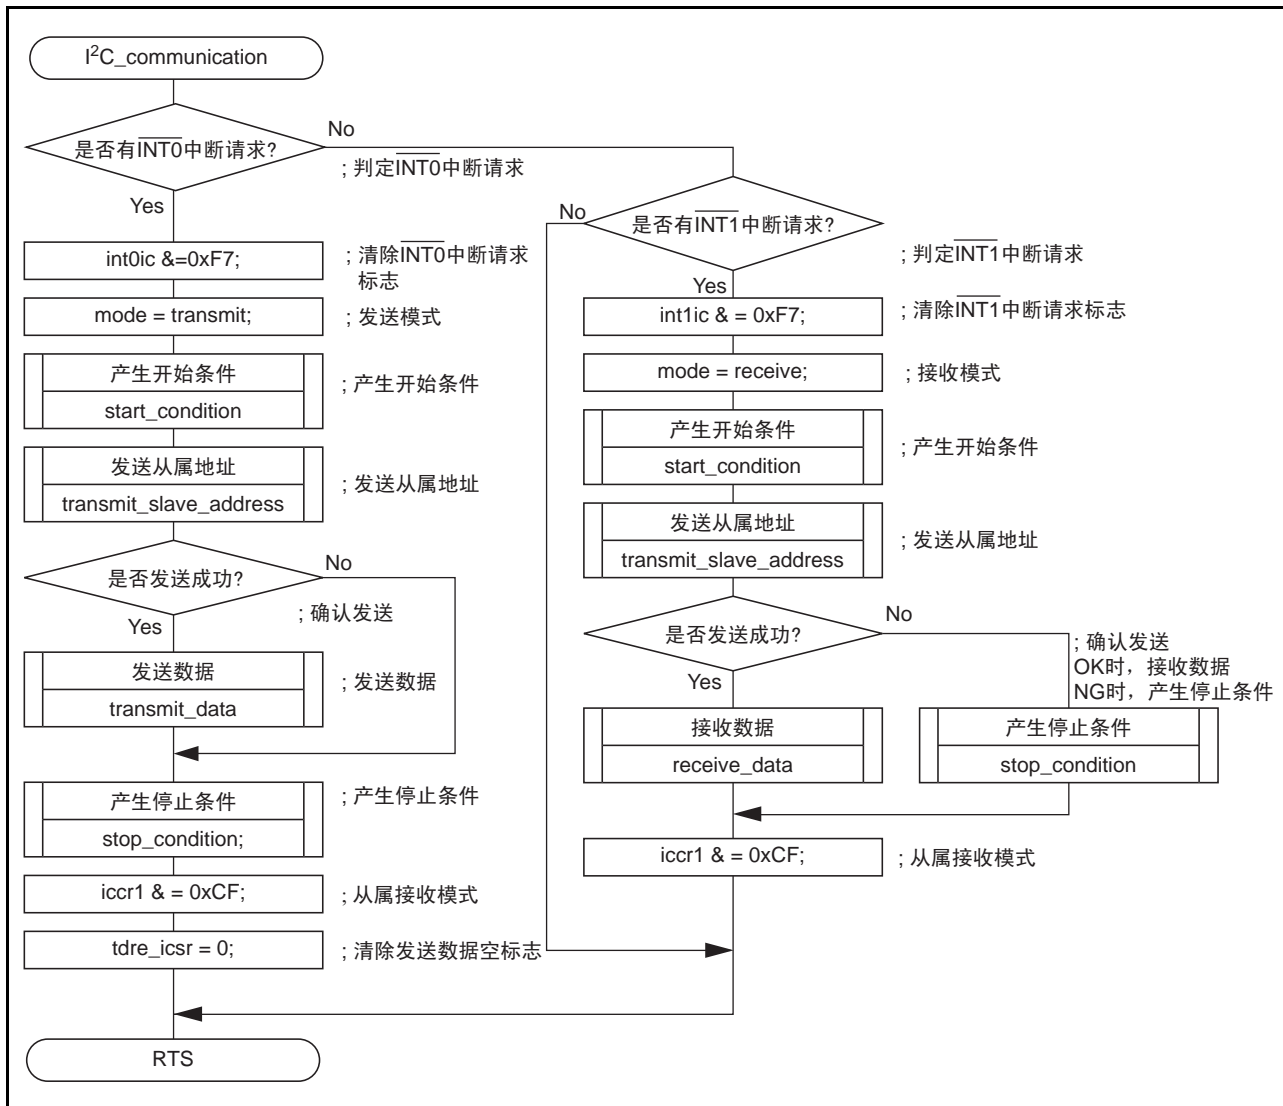 I²C_communication
是否有INT0中断请求?
No
; 判定INT0中断请求
Yes
int0ic &=0xF7;
; 清除INT0中断请求
标志
mode = transmit;
; 发送模式
产生开始条件
start_condition
; 产生开始条件
发送从属地址
transmit_slave_address
; 发送从属地址
是否发送成功?
No
; 确认发送
Yes
发送数据
transmit_data
; 发送数据
产生停止条件
stop_condition;
; 产生停止条件
iccr1 & = 0xCF;
; 从属接收模式
tdre_icsr = 0;
; 清除发送数据空标志
RTS
No
是否有INT1中断请求?
; 判定INT1中断请求
Yes
int1ic & = 0xF7;
; 清除INT1中断请求标志
mode = receive;
; 接收模式
产生开始条件
start_condition
; 产生开始条件
发送从属地址
transmit_slave_address
; 发送从属地址
是否发送成功?
No
; 确认发送
OK时，接收数据
NG时，产生停止条件
Yes
接收数据
receive_data
产生停止条件
stop_condition
iccr1 & = 0xCF;
; 从属接收模式